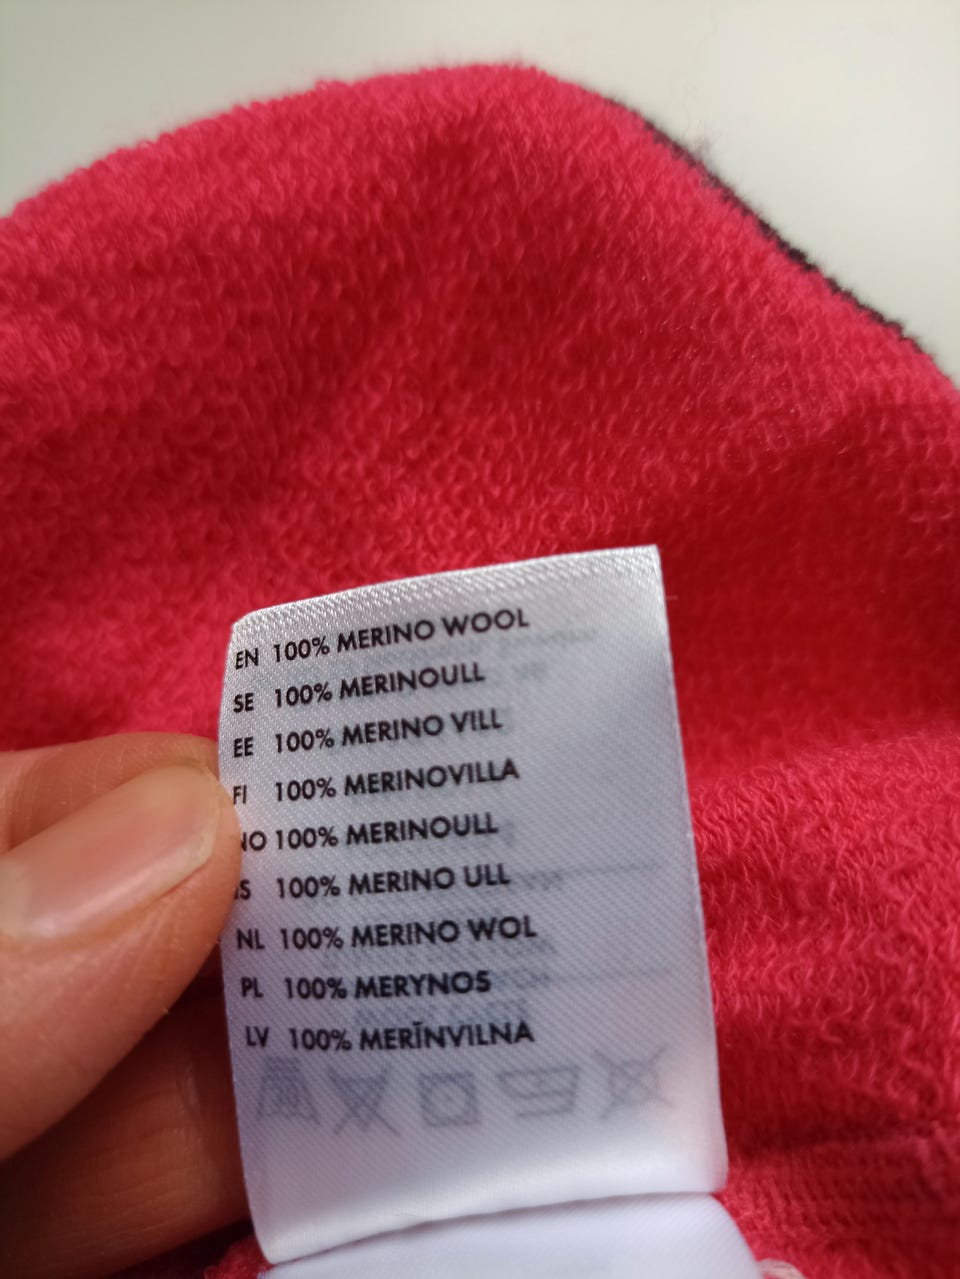 EN 100% MERINO WOOL
SE 100% MERINOULL
EE 100% MERINO VILL
FI 100% MERINOVILLA
NO 100% MERINOULL
IS 100% MERINO ULL
NL 100% MERINO WOL
PL 100% MERYNOS
LV 100% MERĪNVILNA